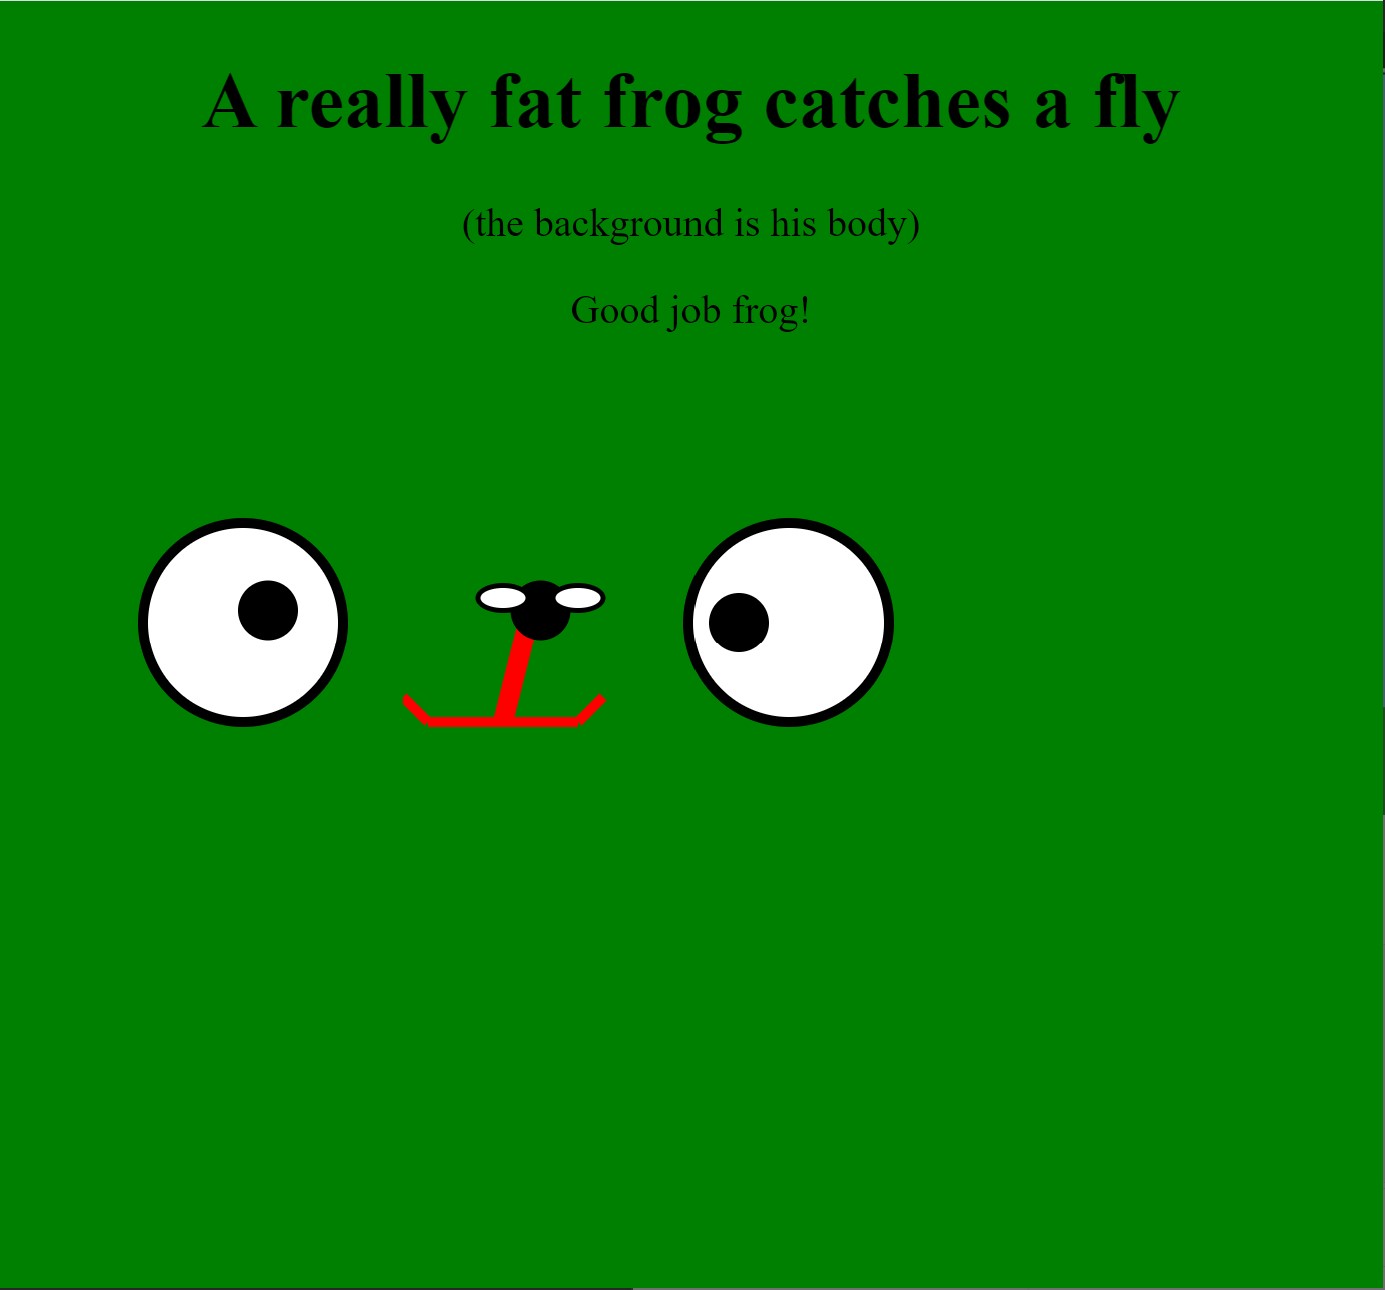 A really fat frog catches a fly
(the background is his body)
Good job frog!